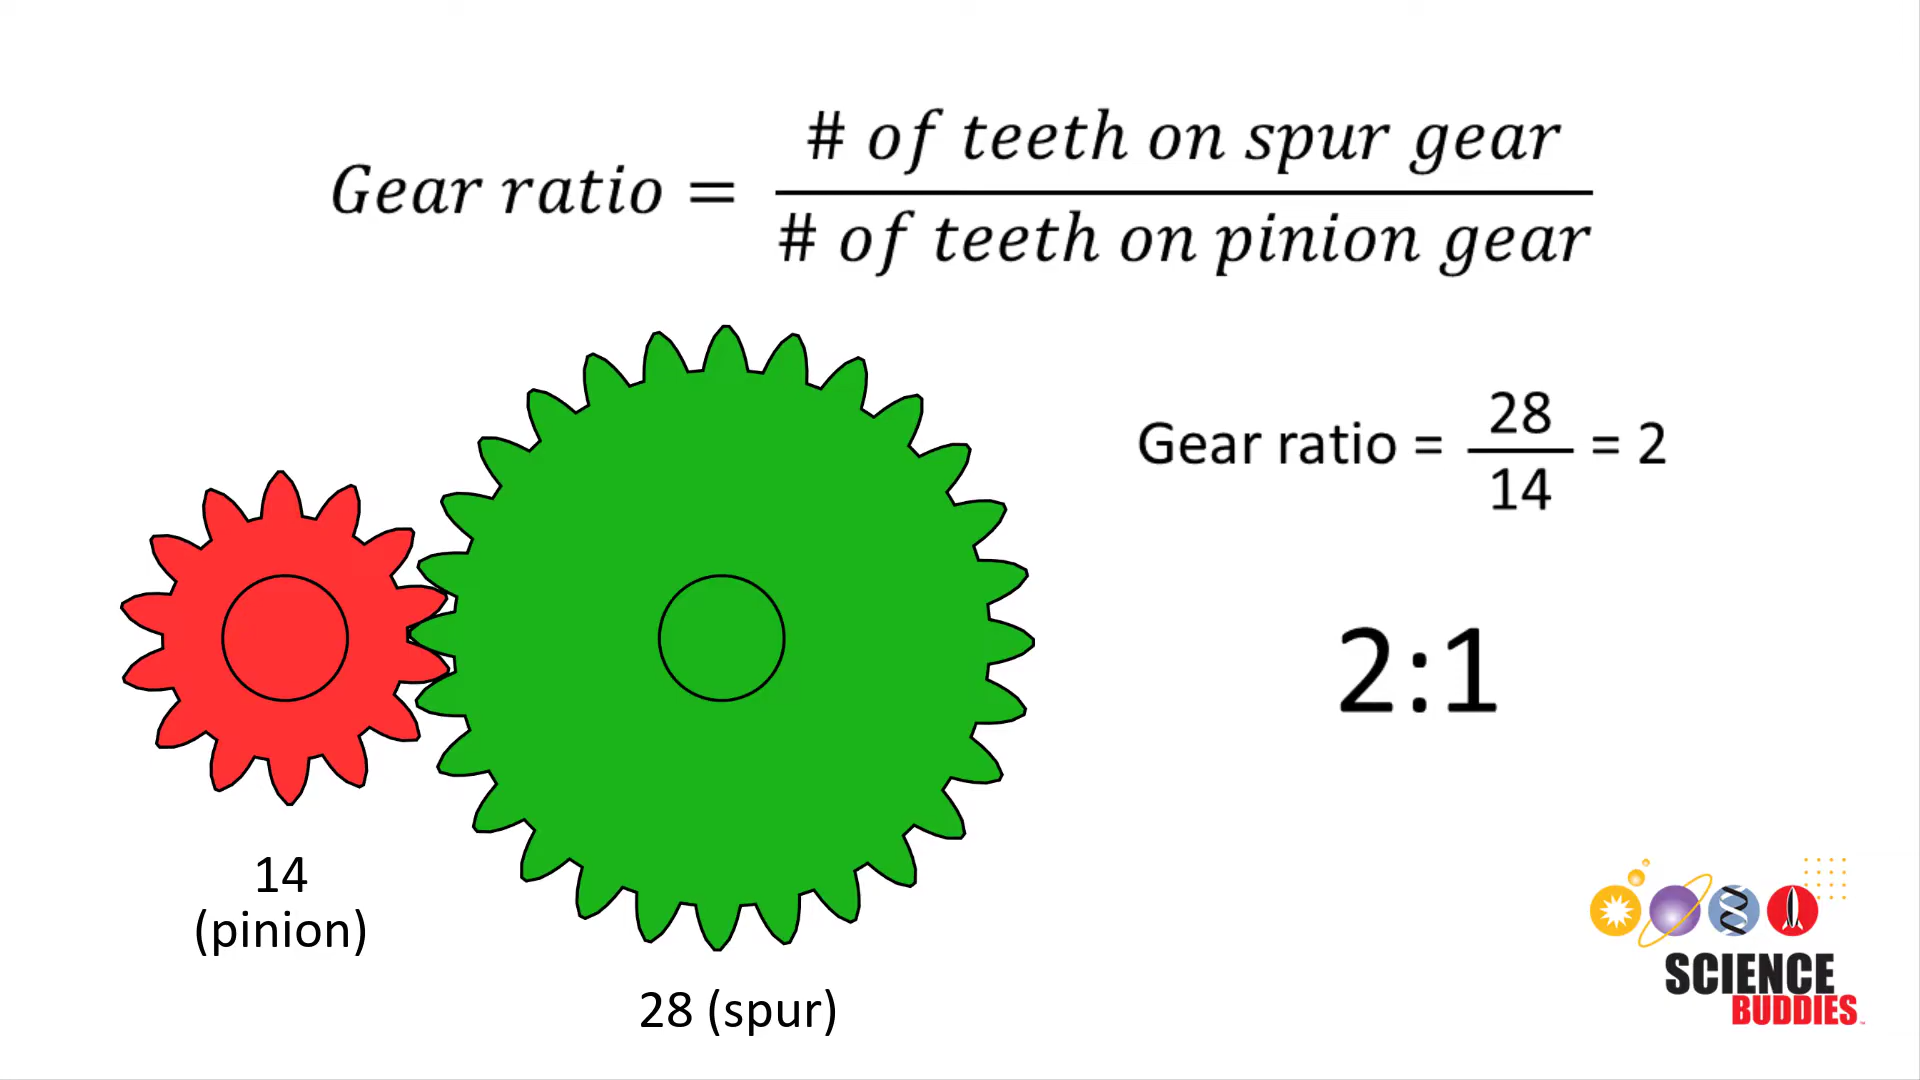 # of teeth on spur gear
Gear ratio =
# of teeth on pinion gear
28
Gear ratio = = 2
14
2:1
14
(pinion)
28 (spur)
SCIENCE
BUDDIES